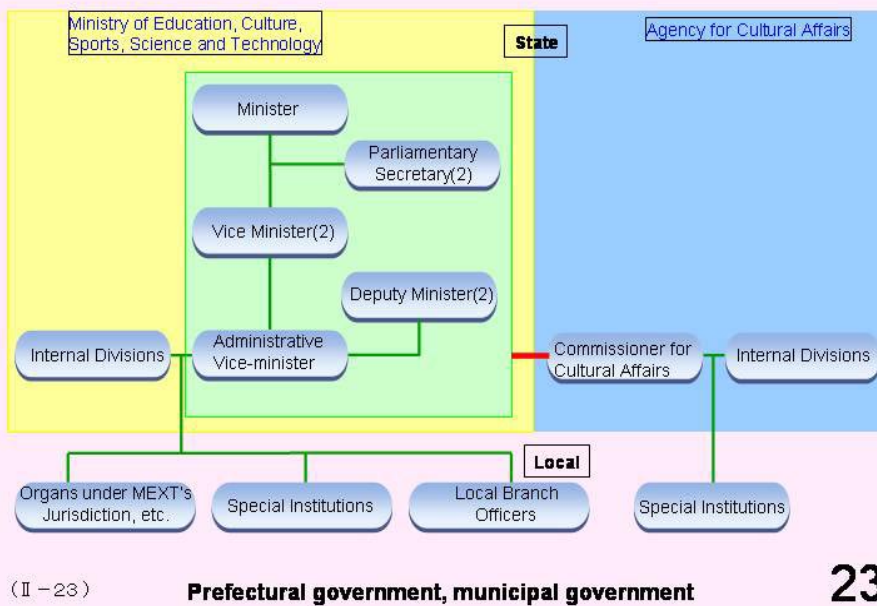 Ministry of Education, Culture,
Sports, Science and Technology
State
Agency for Cultural Affairs
Minister
Parliamentary
Secretary(2)
Vice Minister(2)
Deputy Minister(2)
Internal Divisions
Administrative
Vice-minister
Commissioner for
Cultural Affairs
Internal Divisions
Local
Organs under MEXT's
Jurisdiction, etc.
Special Institutions
Local Branch
Officers
Special Institutions
(Ⅱ-23)
Prefectural government, municipal government
23